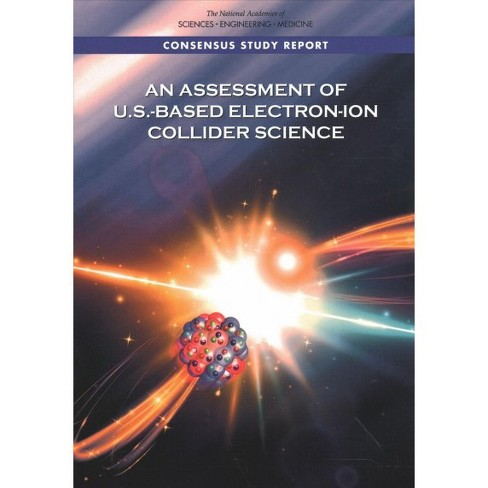 The National Academies of
SCIENCES • ENGINEERING • MEDICINE
CONSENSUS STUDY REPORT
AN ASSESSMENT OF
U.S.-BASED ELECTRON-ION
COLLIDER SCIENCE